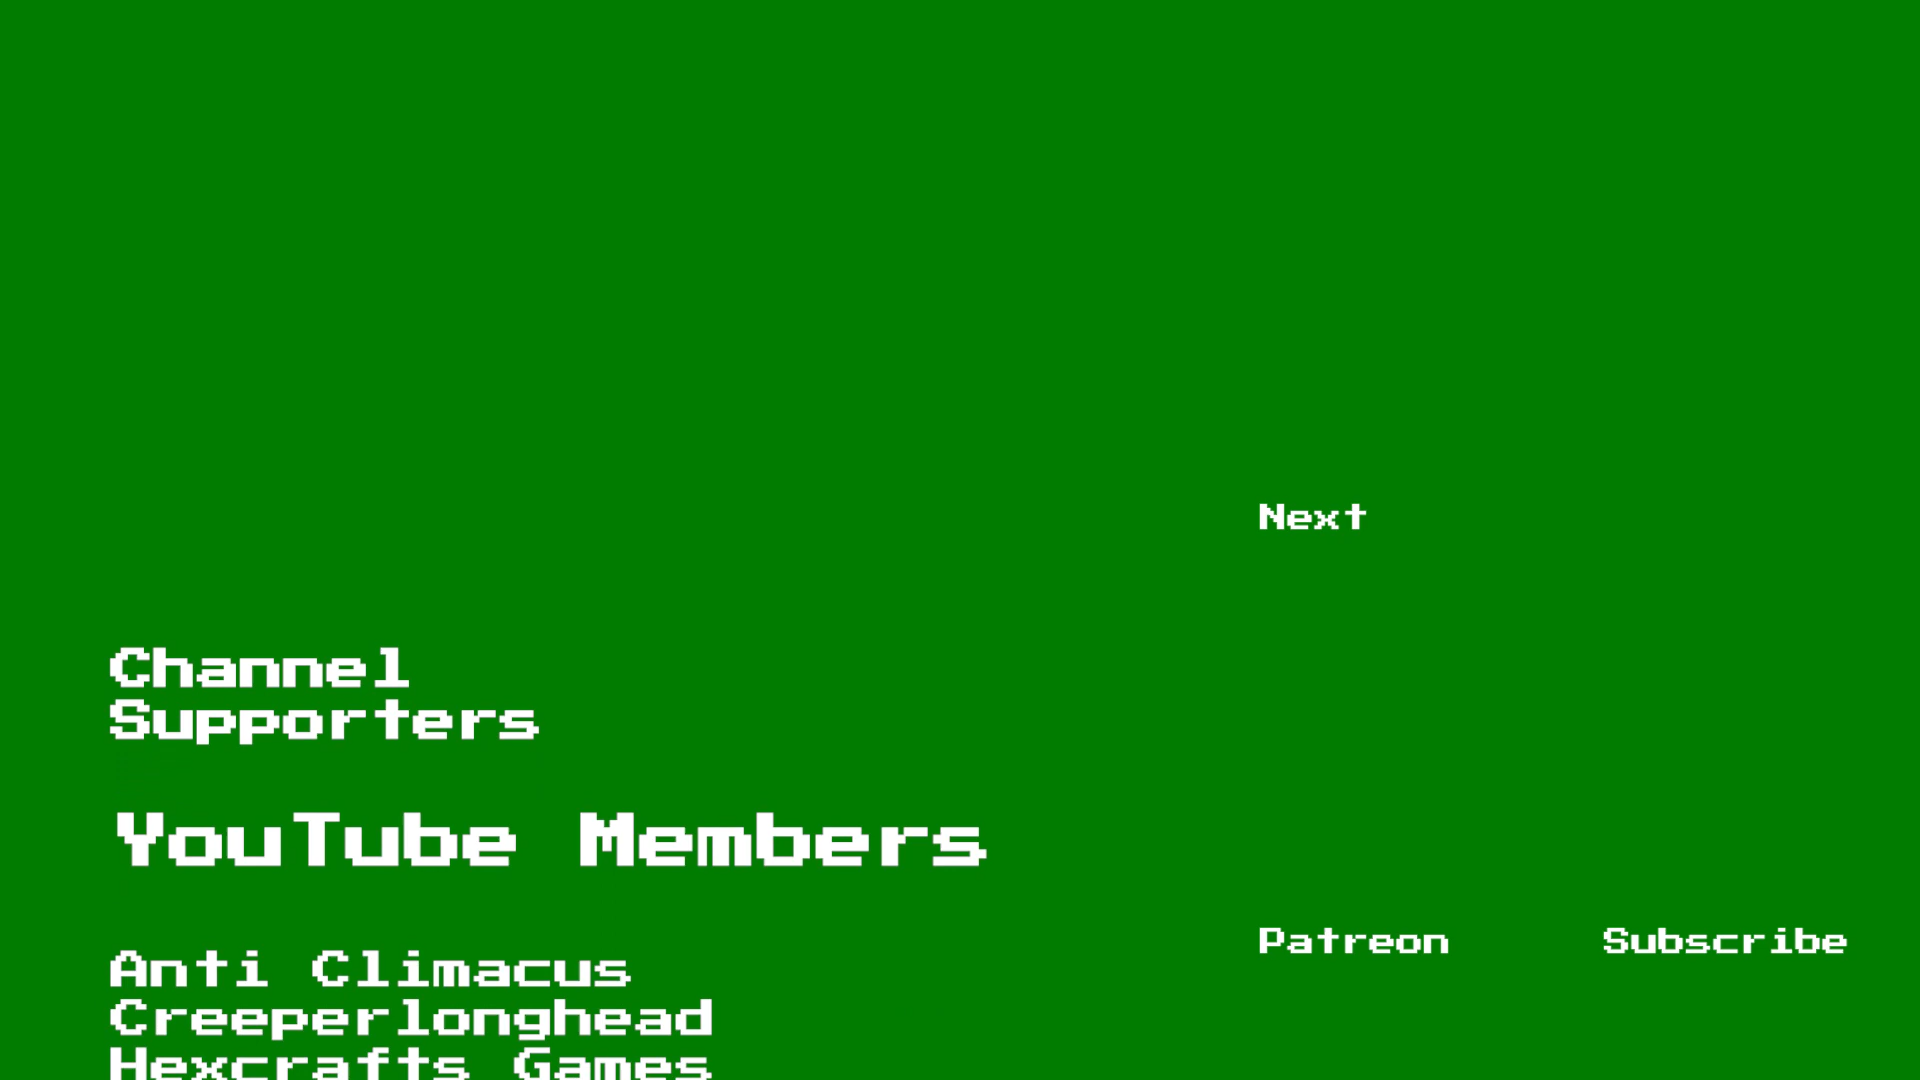 Next
Channel
Supporters
YouTube Members
Patreon
Subscribe
Anti Climacus
Creeperlonghead
Hexcrafts Games